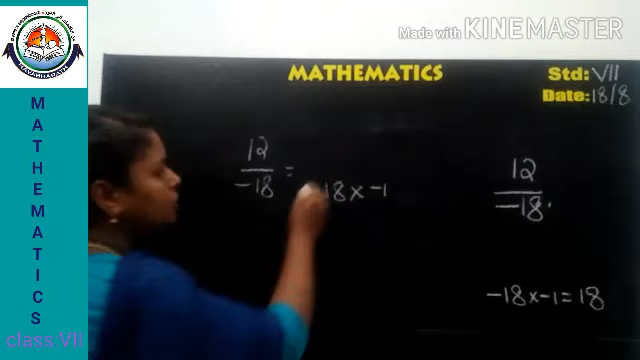 Made with KINEMASTER
MATHEMATICS
Std: VII
Date: 18/8
M
A
T
H
E
M
A
T
I
C
S
class:VII
12
-18
=
18 x -1
12
-18.
-18 x -1 = 18